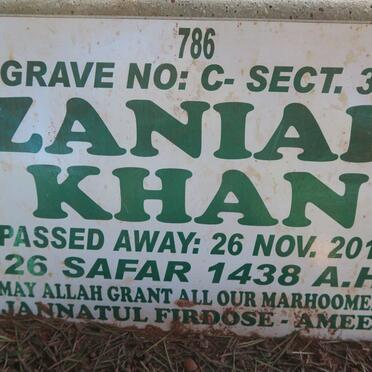 786
GRAVE NO: C- SECT. 3
ZANIAB
KHAN
PASSED AWAY: 26 NOV. 201
26 SAFAR 1438 A.H
MAY ALLAH GRANT ALL OUR MARHOOME
JANNATUL FIRDOSE - AMEE